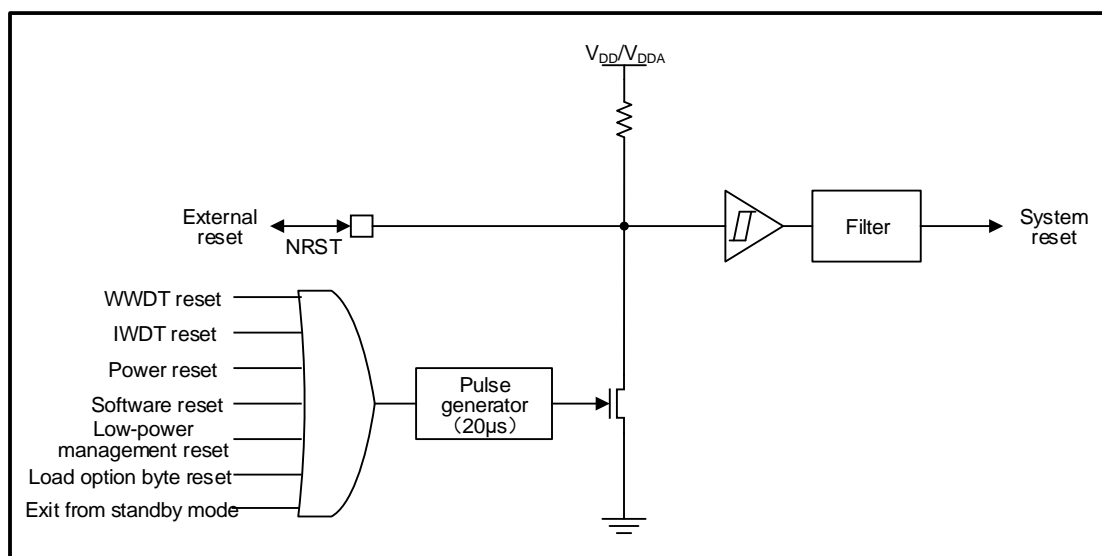 VDD/VDDA
External
reset
NRST
Filter
System
reset
WWDT reset
IWDT reset
Power reset
Software reset
Low-power
management reset
Load option byte reset
Exit from standby mode
Pulse
generator
（20μs）